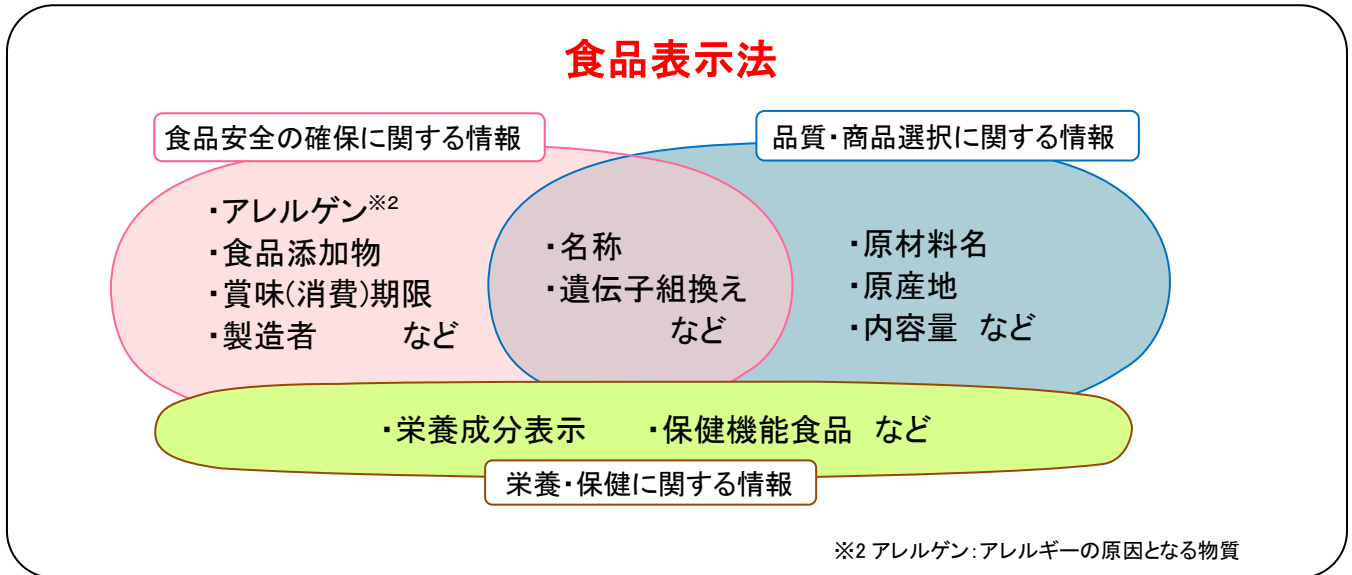 食品表示法
食品安全の確保に関する情報
品質・商品選択に関する情報
・アレルゲン※2
・食品添加物
・賞味(消費)期限
・製造者 など
・名称
・遺伝子組換え
など
・原材料名
・原産地
・内容量 など
・栄養成分表示 ・保健機能食品 など
栄養・保健に関する情報
※2 アレルゲン：アレルギーの原因となる物質